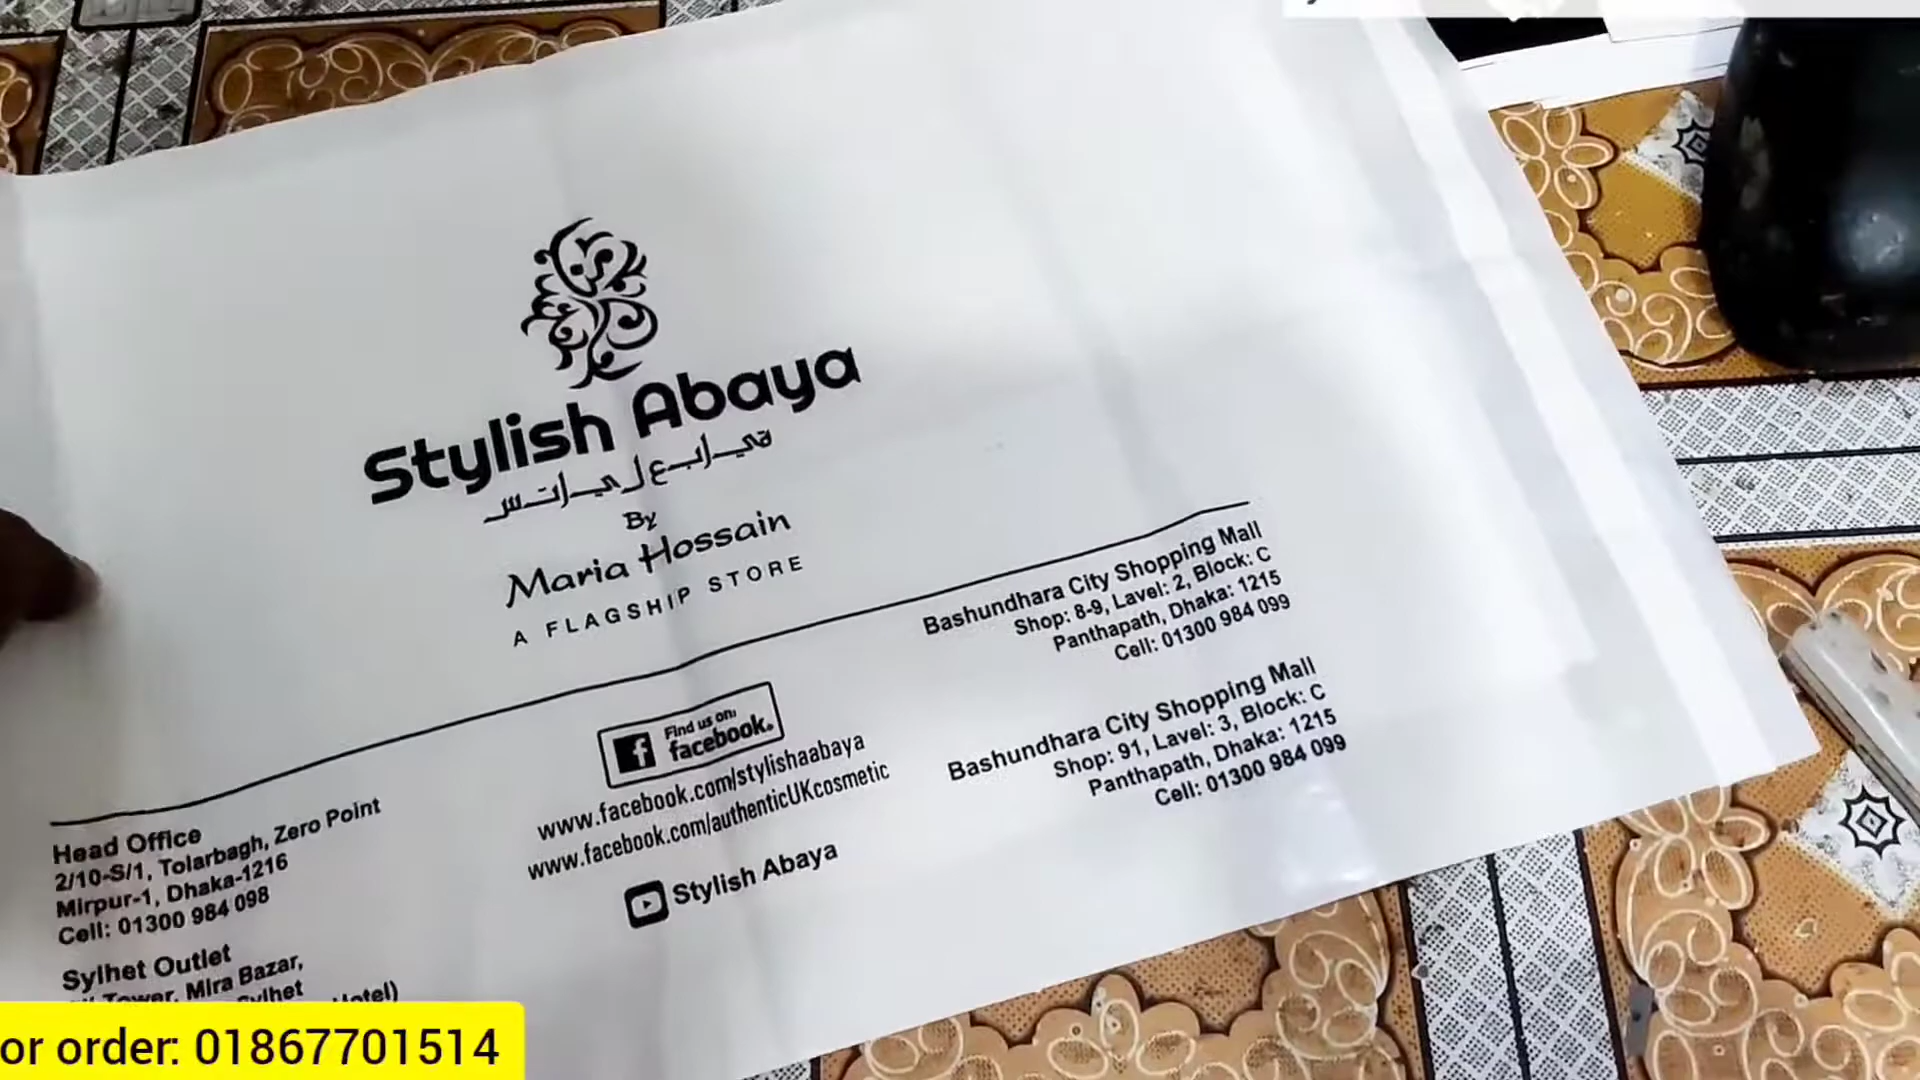 Stylish Abaya
By
Maria Hossain
A FLAGSHIP STORE
Bashundhara City Shopping Mall
Shop: 8-9, Lavel: 2, Block: C
Panthapath, Dhaka: 1215
Cell: 01300 984 099
Bashundhara City Shopping Mall
Shop: 91, Lavel: 3, Block: C
Panthapath, Dhaka: 1215
Cell: 01300 984 099
f Find us on:
facebook.
www.facebook.com/stylishaabaya
www.facebook.com/authenticUKcosmetic
Stylish Abaya
Head Office
2/10-S/1, Tolarbagh, Zero Point
Mirpur-1, Dhaka-1216
Cell: 01300 984 098
Sylhet Outlet
Tower, Mira Bazar,
Sylhet
Hotel)
or order: 01867701514